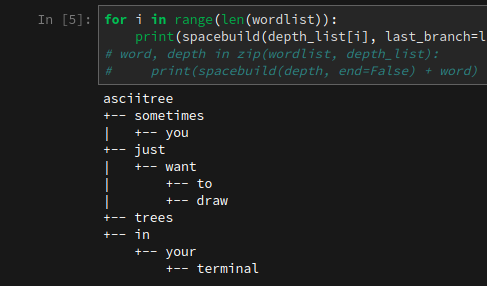 In [5]: for i in range(len(wordlist)):
    print(spacebuild(depth_list[i], last_branch=l
# word, depth in zip(wordlist, depth_list):
#     print(spacebuild(depth, end=False) + word)
asciitree
+-- sometimes
|   +-- you
+-- just
|   +-- want
|       +-- to
|       +-- draw
+-- trees
+-- in
    +-- your
        +-- terminal